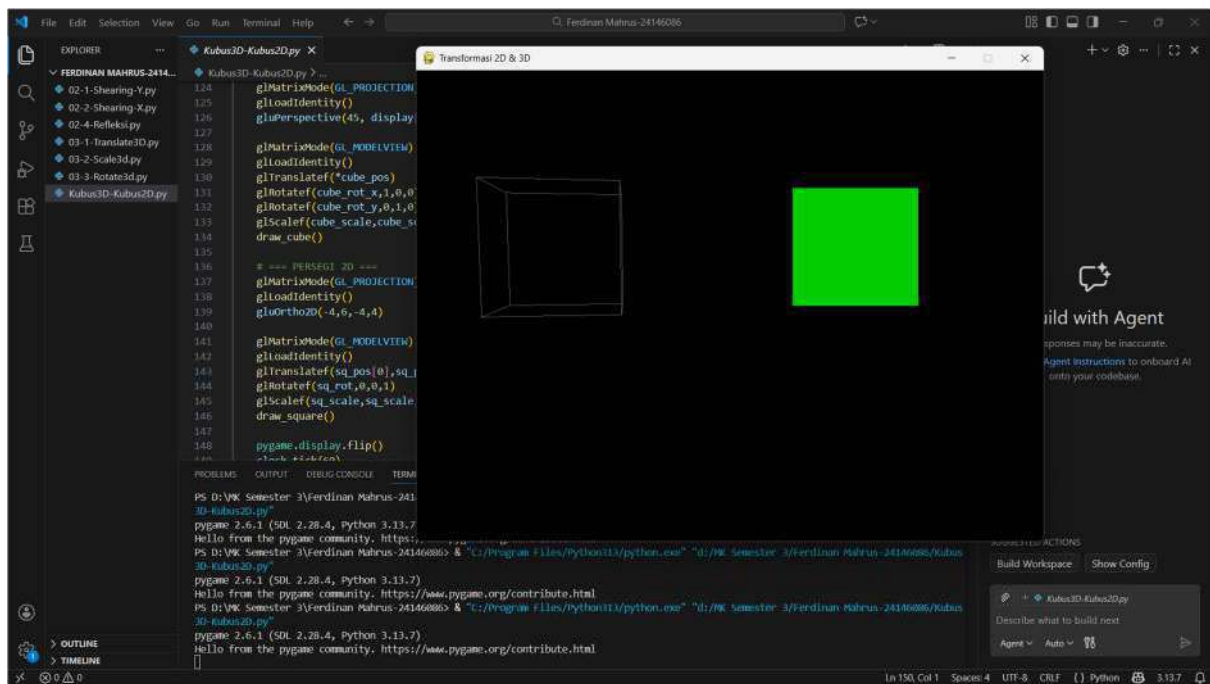 File Edit Selection View Go Run Terminal Help
Ferdinan Mahrus-24146086
EXPLORER
FERDINAN MAHRUS-2414...
02-1-Shearing-Y.py
02-2-Shearing-X.py
02-4-Refleksi.py
03-1-Translate3D.py
03-2-Scale3d.py
03-3-Rotate3d.py
Kubus3D-Kubus2D.py
OUTLINE
TIMELINE
Kubus3D-Kubus2D.py
Kubus3D-Kubus2D.py > ...
124 glMatrixMode(GL_PROJECTION
125 glLoadIdentity()
126 gluPerspective(45, display
127
128 glMatrixMode(GL_MODELVIEW)
129 glLoadIdentity()
130 glTranslatef(*cube_pos)
131 glRotatef(cube_rot_x,1,0,0
132 glRotatef(cube_rot_y,0,1,0
133 glScalef(cube_scale,cube_s
134 draw_cube()
135
136 # === PERSEGI 2D ===
137 glMatrixMode(GL_PROJECTION
138 glLoadIdentity()
139 gluOrtho2D(-4,6,-4,4)
140
141 glMatrixMode(GL_MODELVIEW)
142 glLoadIdentity()
143 glTranslatef(sq_pos[0],sq_p
144 glRotatef(sq_rot,0,0,1)
145 glScalef(sq_scale,sq_scale
146 draw_square()
147
148 pygame.display.flip()
149 clock.tick(60)
Transformasi 2D & 3D
PROBLEMS OUTPUT DEBUG CONSOLE TERMI
PS D:\MK Semester 3\Ferdinan Mahrus-241
3D-Kubus2D.py"
pygame 2.6.1 (SDL 2.28.4, Python 3.13.7
Hello from the pygame community. https:/
PS D:\MK Semester 3\Ferdinan Mahrus-24146086> & "C:/Program Files/Python313/python.exe" "d:/MK Semester 3/Ferdinan Mahrus-24146086/Kubus
3D-Kubus2D.py"
pygame 2.6.1 (SDL 2.28.4, Python 3.13.7)
Hello from the pygame community. https://www.pygame.org/contribute.html
PS D:\MK Semester 3\Ferdinan Mahrus-24146086> & "C:/Program Files/Python313/python.exe" "d:/MK Semester 3/Ferdinan Mahrus-24146086/Kubus
3D-Kubus2D.py"
pygame 2.6.1 (SDL 2.28.4, Python 3.13.7)
Hello from the pygame community. https://www.pygame.org/contribute.html
uild with Agent
sponses may be inaccurate.
Agent Instructions to onboard AI
onto your codebase.
SUGGESTED ACTIONS
Build Workspace Show Config
+ Kubus3D-Kubus2D.py
Describe what to build next
Agent Auto
0 0 0
Ln 150, Col 1 Spaces: 4 UTF-8 CRLF {} Python 3.13.7